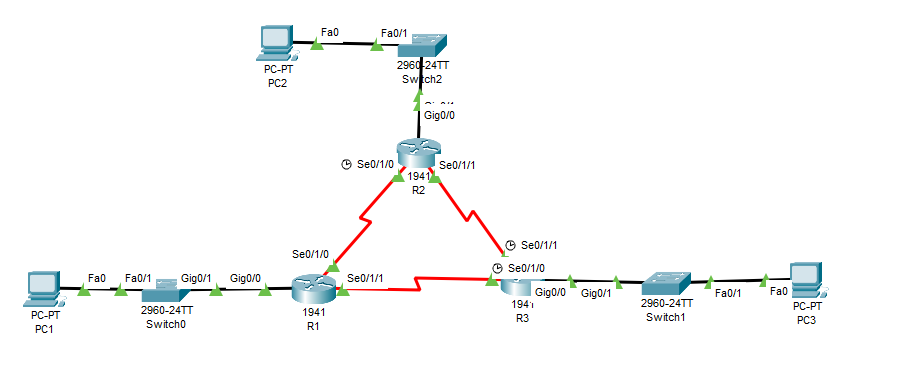 Fa0
Fa0/1
PC-PT
PC2
2960-24TT
Switch2
Gig0/0
Se0/1/0
Se0/1/1
1941
R2
Se0/1/1
Se0/1/0
Se0/1/0
Se0/1/1
Fa0
Fa0/1
Gig0/1
Gig0/0
Gig0/0
Gig0/1
Fa0/1
Fa0
PC-PT
PC1
2960-24TT
Switch0
1941
R1
R3
2960-24TT
Switch1
PC-PT
PC3